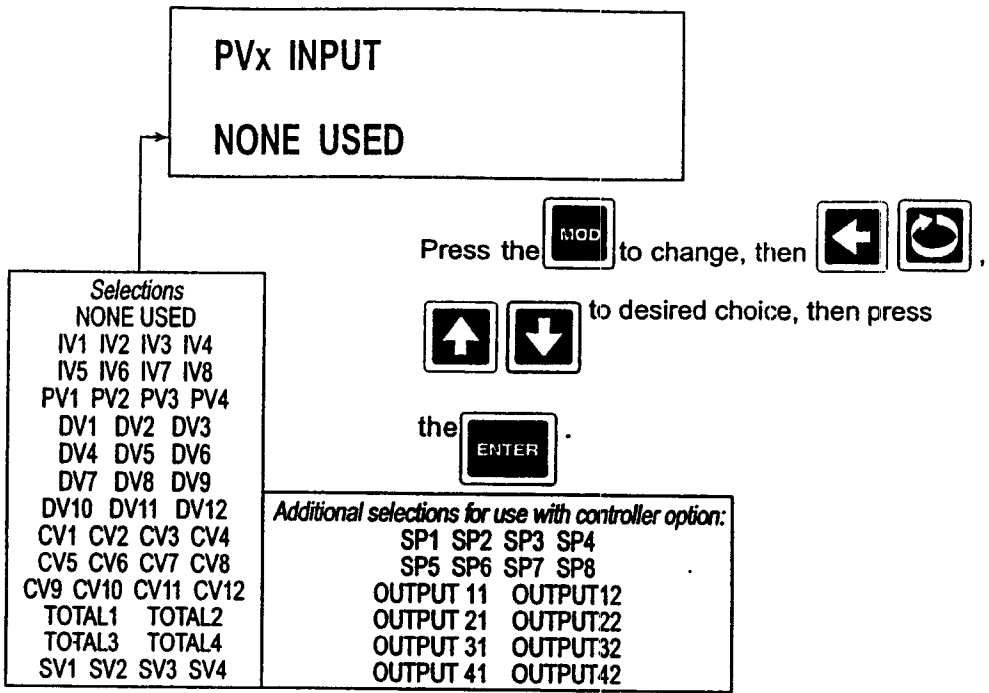 PVx INPUT
NONE USED
Press the MOD to change, then ,
to desired choice, then press
the ENTER .
Selections
NONE USED
IV1 IV2 IV3 IV4
IV5 IV6 IV7 IV8
PV1 PV2 PV3 PV4
DV1 DV2 DV3
DV4 DV5 DV6
DV7 DV8 DV9
DV10 DV11 DV12
CV1 CV2 CV3 CV4
CV5 CV6 CV7 CV8
CV9 CV10 CV11 CV12
TOTAL1 TOTAL2
TOTAL3 TOTAL4
SV1 SV2 SV3 SV4
Additional selections for use with controller option:
SP1 SP2 SP3 SP4
SP5 SP6 SP7 SP8
OUTPUT 11 OUTPUT12
OUTPUT 21 OUTPUT22
OUTPUT 31 OUTPUT32
OUTPUT 41 OUTPUT42